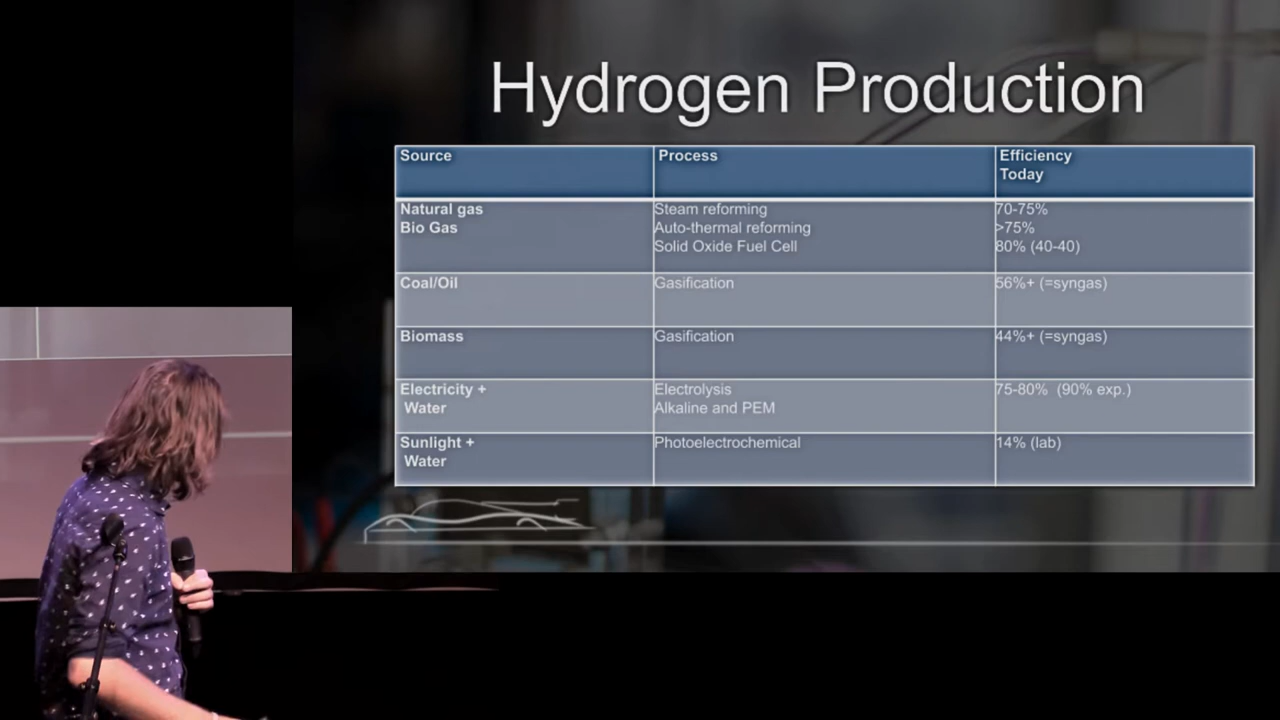 Hydrogen Production
Source Process Efficiency
Today
Natural gas Steam reforming 70-75%
Bio Gas Auto-thermal reforming >75%
Solid Oxide Fuel Cell 80% (40-40)
Coal/Oil Gasification 56%+ (=syngas)
Biomass Gasification 44%+ (=syngas)
Electricity + Electrolysis 75-80% (90% exp.)
Water Alkaline and PEM
Sunlight + Photoelectrochemical 14% (lab)
Water